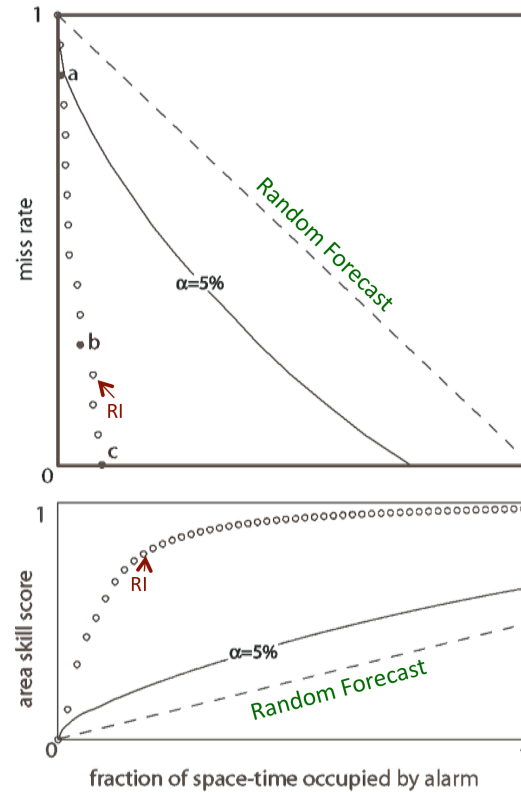 1
a
miss rate
Random Forecast
α=5%
b
RI
c
0
1
area skill score
RI
α=5%
Random Forecast
0
fraction of space-time occupied by alarm